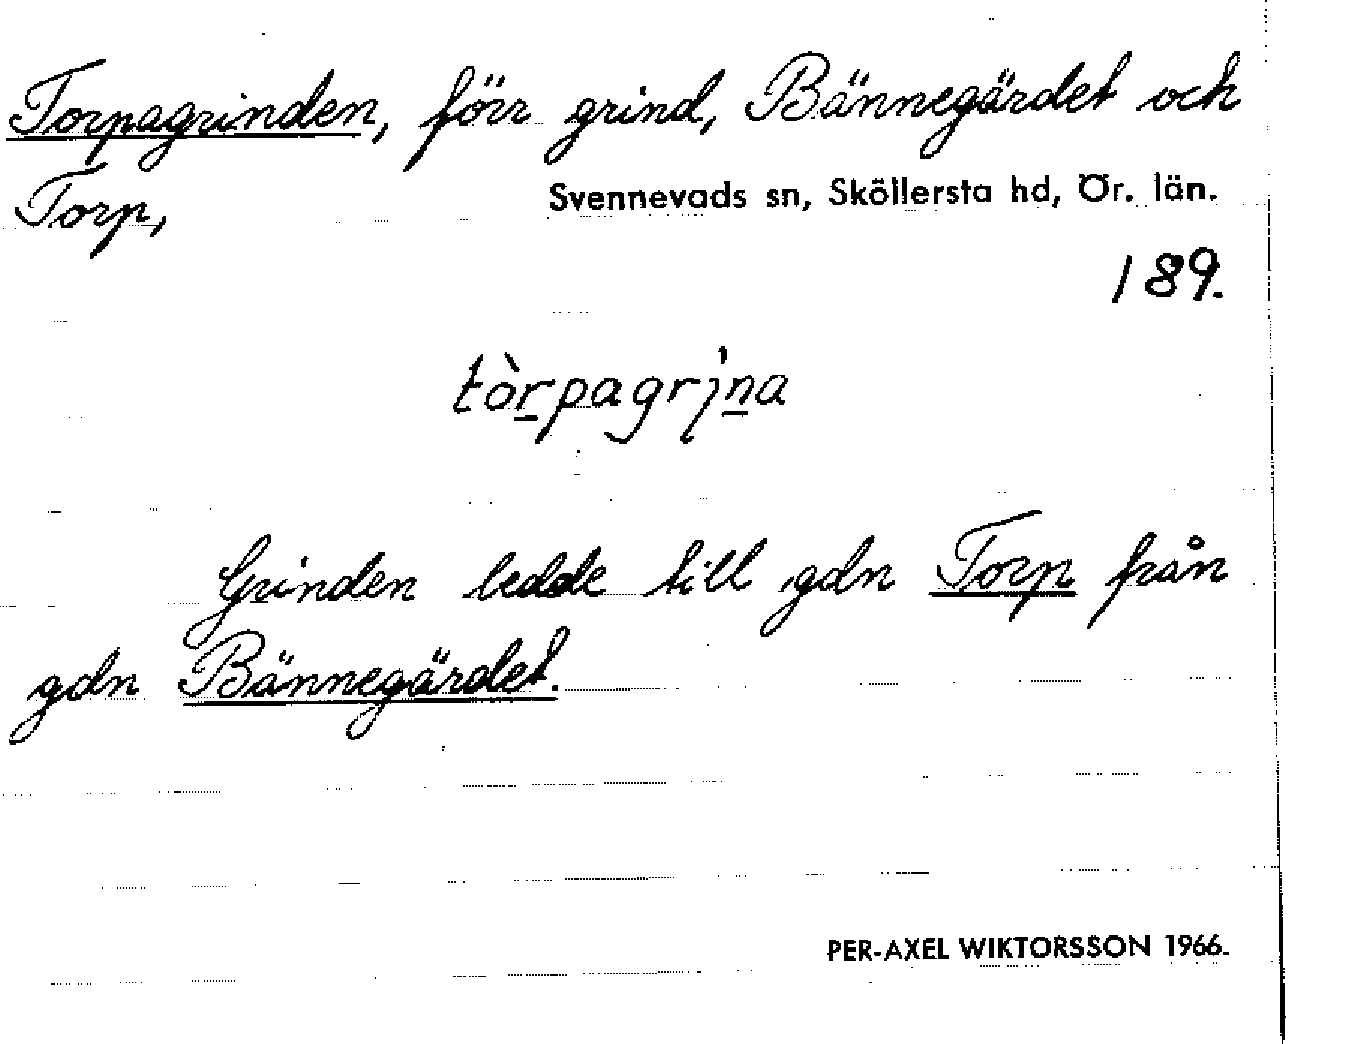 Torpagrinden, förr grind, Bännegärdet och
Torp,
Svennevads sn, Sköllersta hd, Ör. län.
189.
tòrpagrina
Grinden ledde till gdn Torp från
gdn Bännegärdet.
PER-AXEL WIKTORSSON 1966.